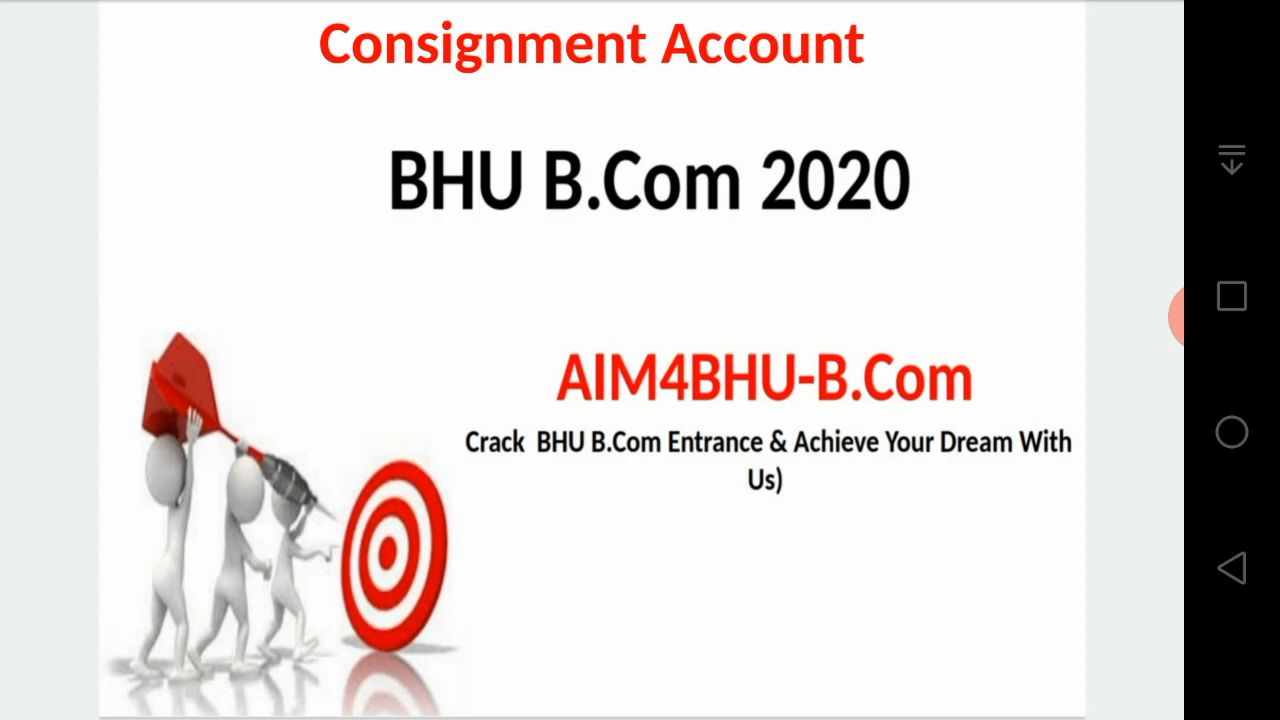 Consignment Account
BHU B.Com 2020
AIM4BHU-B.Com
Crack BHU B.Com Entrance & Achieve Your Dream With
Us)